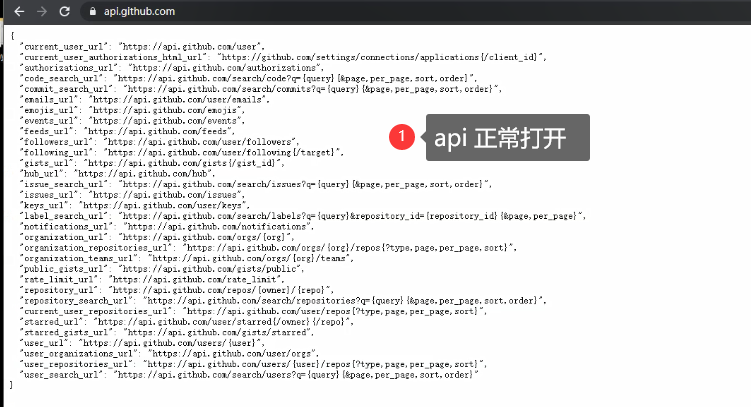 api.github.com
{
"current_user_url": "https://api.github.com/user",
"current_user_authorizations_html_url": "https://github.com/settings/connections/applications{/client_id}",
"authorizations_url": "https://api.github.com/authorizations",
"code_search_url": "https://api.github.com/search/code?q={query}{&page,per_page,sort,order}",
"commit_search_url": "https://api.github.com/search/commits?q={query}{&page,per_page,sort,order}",
"emails_url": "https://api.github.com/user/emails",
"emojis_url": "https://api.github.com/emojis",
"events_url": "https://api.github.com/events",
"feeds_url": "https://api.github.com/feeds",
"followers_url": "https://api.github.com/user/followers",
"following_url": "https://api.github.com/user/following{/target}",
"gists_url": "https://api.github.com/gists{/gist_id}",
"hub_url": "https://api.github.com/hub",
"issue_search_url": "https://api.github.com/search/issues?q={query}{&page,per_page,sort,order}",
"issues_url": "https://api.github.com/issues",
"keys_url": "https://api.github.com/user/keys",
"label_search_url": "https://api.github.com/search/labels?q={query}&repository_id={repository_id}{&page,per_page}",
"notifications_url": "https://api.github.com/notifications",
"organization_url": "https://api.github.com/orgs/{org}",
"organization_repositories_url": "https://api.github.com/orgs/{org}/repos{?type,page,per_page,sort}",
"organization_teams_url": "https://api.github.com/orgs/{org}/teams",
"public_gists_url": "https://api.github.com/gists/public",
"rate_limit_url": "https://api.github.com/rate_limit",
"repository_url": "https://api.github.com/repos/{owner}/{repo}",
"repository_search_url": "https://api.github.com/search/repositories?q={query}{&page,per_page,sort,order}",
"current_user_repositories_url": "https://api.github.com/user/repos{?type,page,per_page,sort}",
"starred_url": "https://api.github.com/user/starred{/owner}{/repo}",
"starred_gists_url": "https://api.github.com/gists/starred",
"user_url": "https://api.github.com/users/{user}",
"user_organizations_url": "https://api.github.com/user/orgs",
"user_repositories_url": "https://api.github.com/users/{user}/repos{?type,page,per_page,sort}",
"user_search_url": "https://api.github.com/search/users?q={query}{&page,per_page,sort,order}"
}
1
api 正常打开